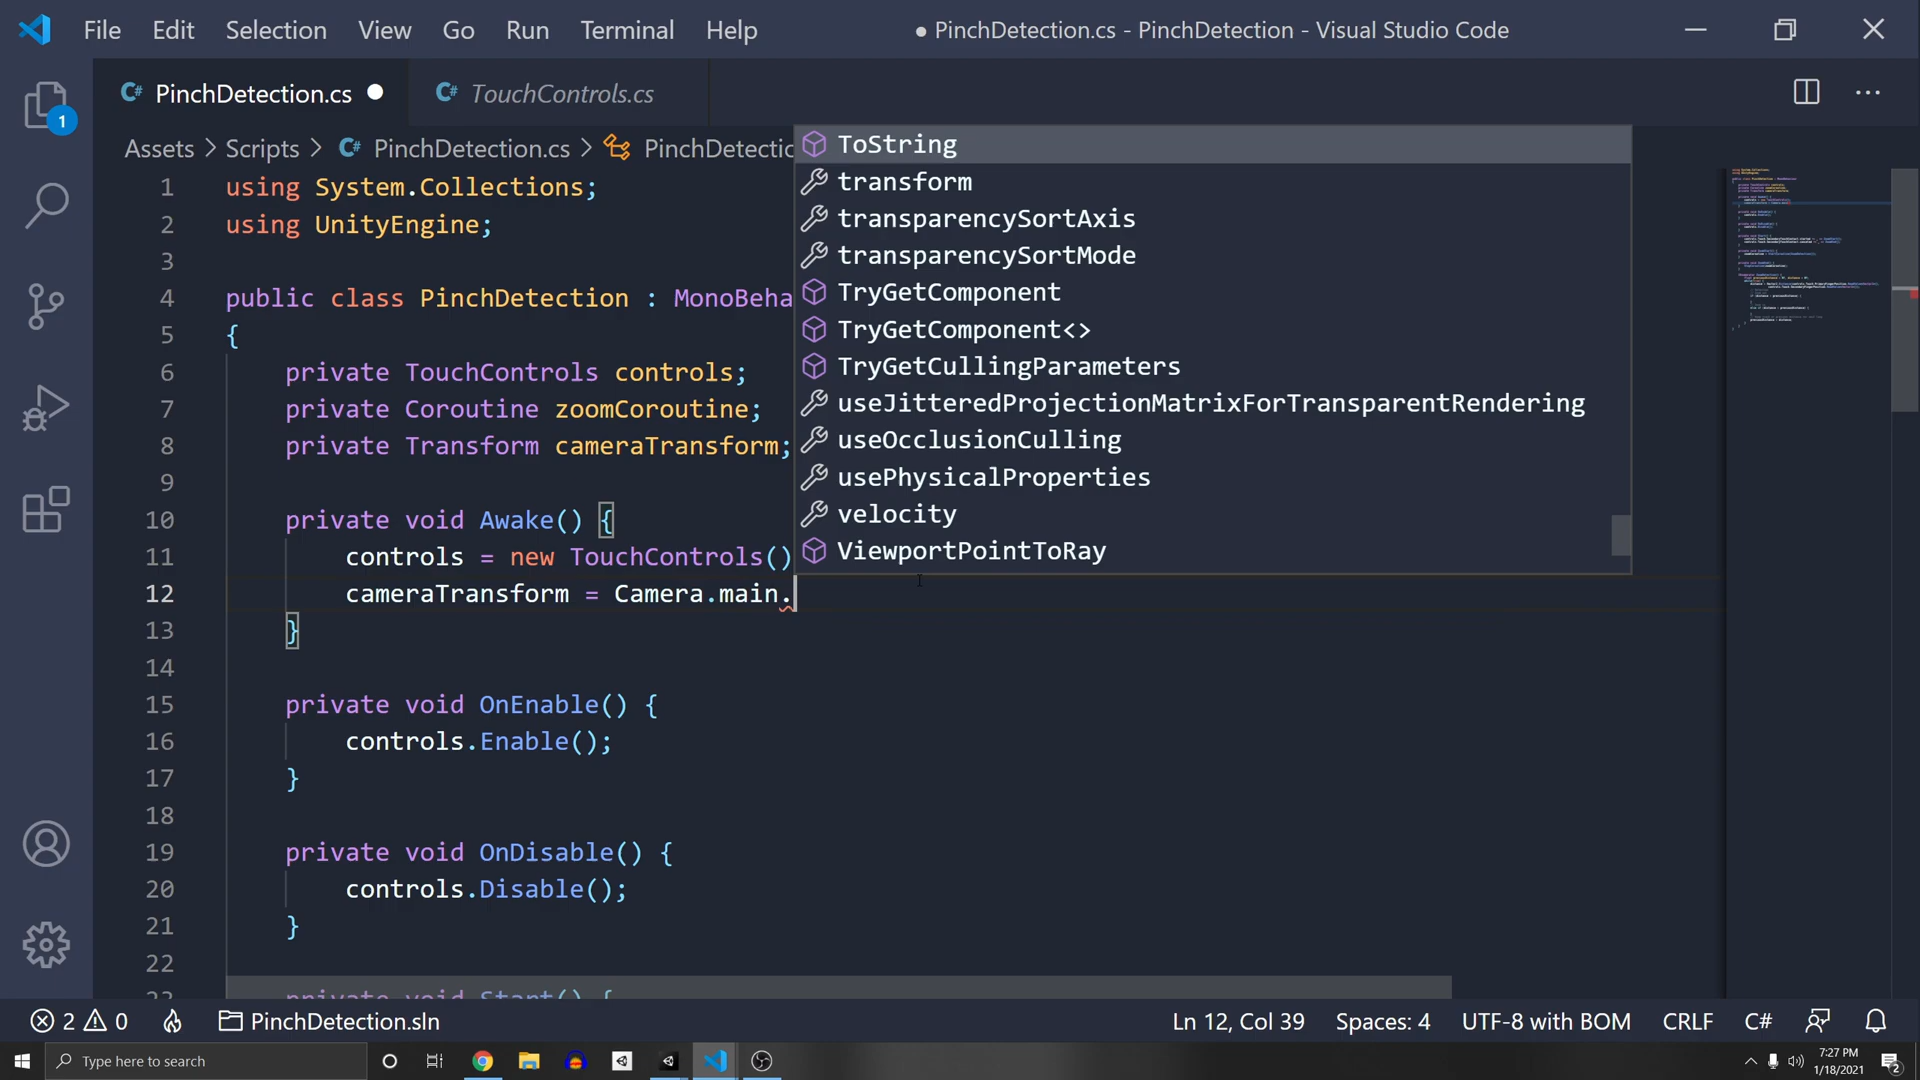 File Edit Selection View Go Run Terminal Help ● PinchDetection.cs - PinchDetection - Visual Studio Code
C# PinchDetection.cs ● C# TouchControls.cs ···
1
Assets > Scripts > C# PinchDetection.cs > PinchDetectic
1 using System.Collections;
2 using UnityEngine;
3
4 public class PinchDetection : MonoBeha
5 {
6 private TouchControls controls;
7 private Coroutine zoomCoroutine;
8 private Transform cameraTransform;
9
10 private void Awake() {
11 controls = new TouchControls()
12 cameraTransform = Camera.main.
13 }
14
15 private void OnEnable() {
16 controls.Enable();
17 }
18
19 private void OnDisable() {
20 controls.Disable();
21 }
22
23 private void Start() {
ToString
transform
transparencySortAxis
transparencySortMode
TryGetComponent
TryGetComponent<>
TryGetCullingParameters
useJitteredProjectionMatrixForTransparentRendering
useOcclusionCulling
usePhysicalProperties
velocity
ViewportPointToRay
2 0 PinchDetection.sln Ln 12, Col 39 Spaces: 4 UTF-8 with BOM CRLF C#
Type here to search 7:27 PM
1/18/2021 2